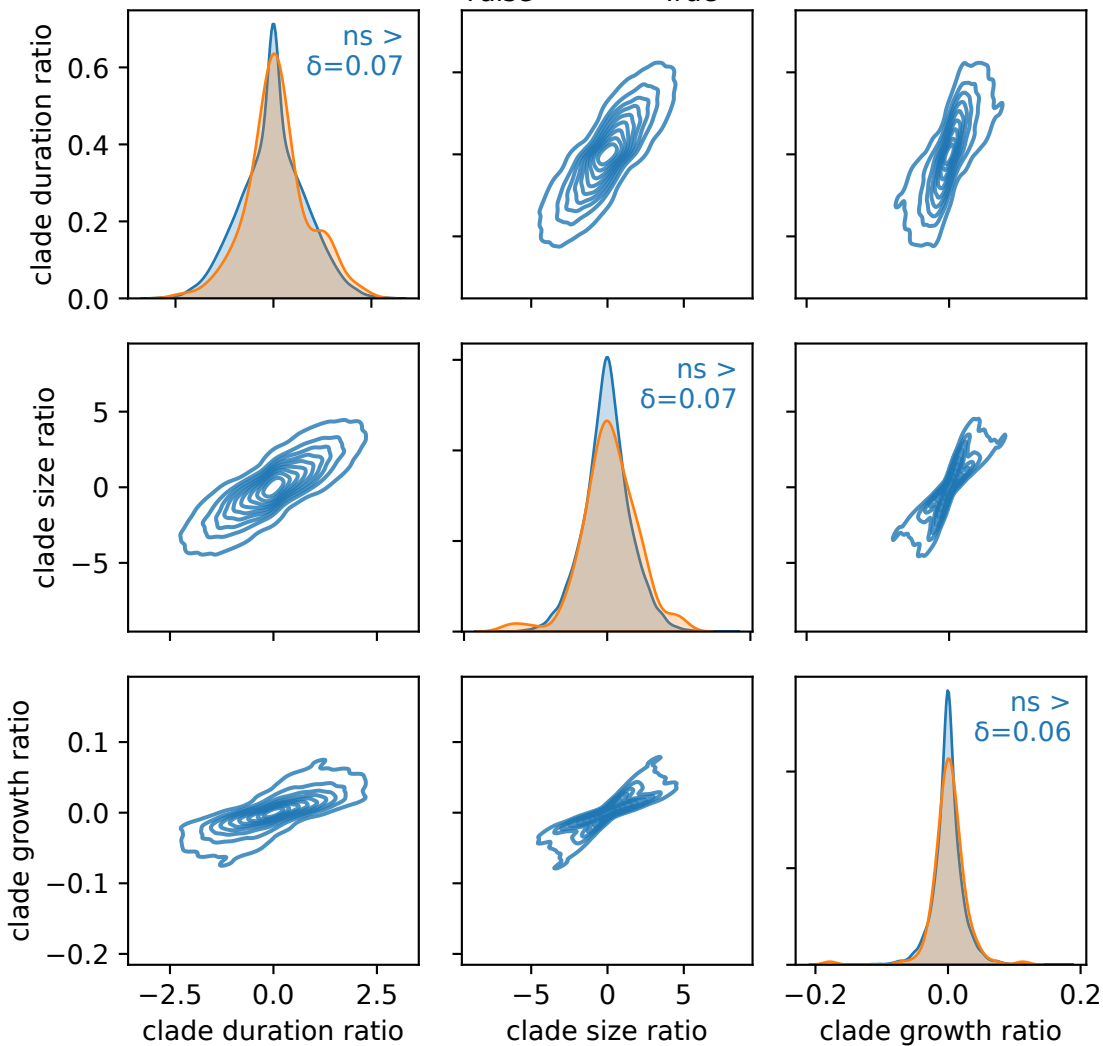 clade duration ratio
0.6
0.4
0.2
0.0
ns >
δ=0.07
clade size ratio
5
0
−5
ns >
δ=0.07
clade growth ratio
0.1
0.0
−0.1
−0.2
ns >
δ=0.06
−2.5 0.0 2.5
−5 0 5
−0.2 0.0 0.2
clade duration ratio
clade size ratio
clade growth ratio